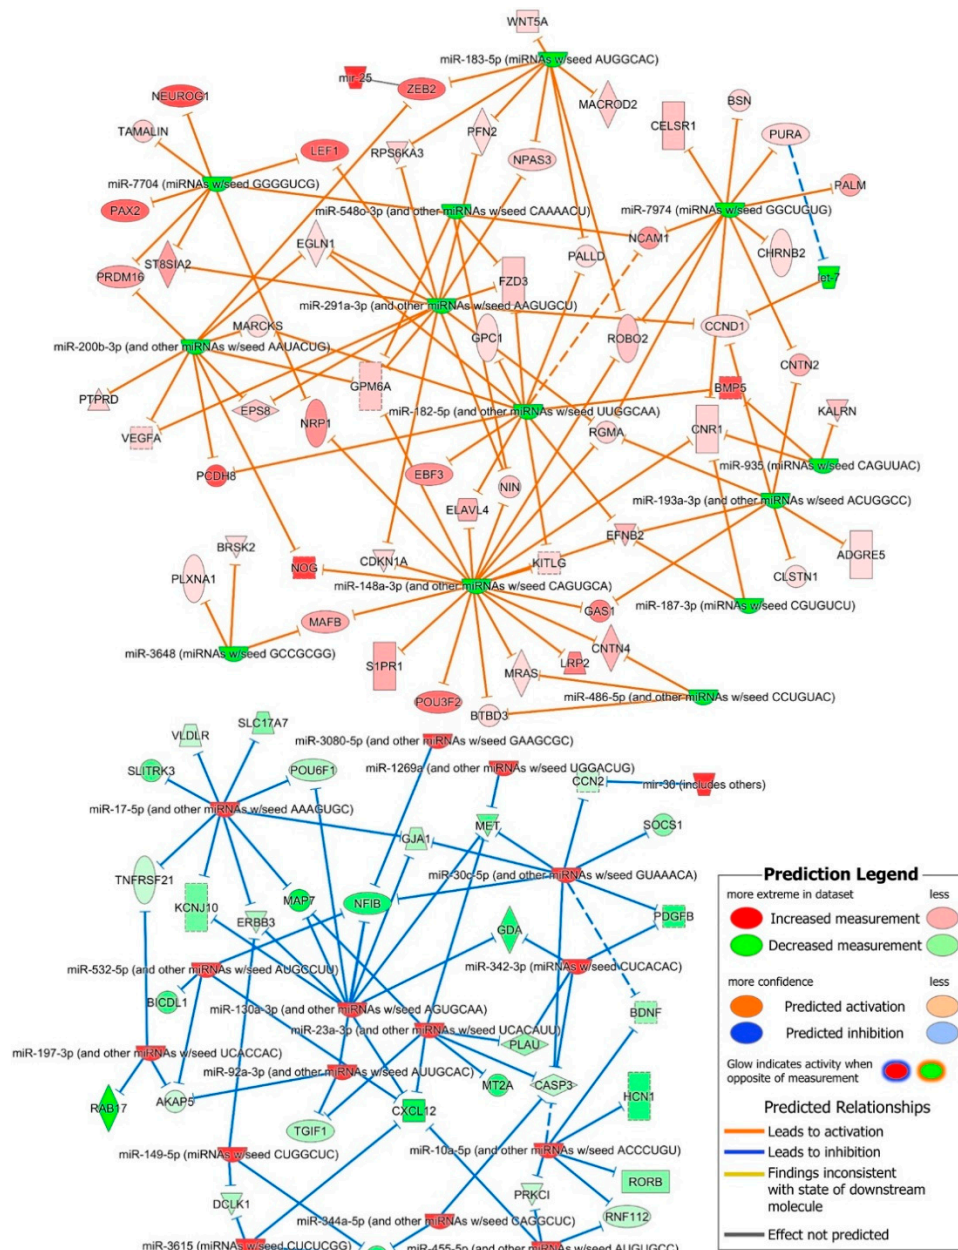 WNT5A
miR-183-5p (miRNAs w/seed AUGGCAC)
mir-25
ZEB2
NEUROG1
MACROD2
BSN
CELSR1
PURA
TAMALIN
PFN2
LEF1
RPS6KA3
NPAS3
miR-7704 (miRNAs w/seed GGGGUCG)
PALM
PAX2
miR-548o-3p (and other miRNAs w/seed CAAAACU)
miR-7974 (miRNAs w/seed GGCUGUG)
NCAM1
EGLN1
PALLD
CHRNB2
ST8SIA2
PRDM16
FZD3
let-7
miR-291a-3p (and other miRNAs w/seed AAGUGCU)
MARCKS
GPC1
ROBO2
CCND1
miR-200b-3p (and other miRNAs w/seed AAUACUG)
CNTN2
GPM6A
BMP5
PTPRD
EPS8
miR-182-5p (and other miRNAs w/seed UUGGCAA)
KALRN
VEGFA
NRP1
RGMA
CNR1
miR-935 (miRNAs w/seed CAGUUAC)
PCDH8
EBF3
NIN
miR-193a-3p (and other miRNAs w/seed ACUGGCC)
ELAVL4
EFNB2
BRSK2
ADGRE5
NOG
CDKN1A
KITLG
PLXNA1
CLSTN1
miR-148a-3p (and other miRNAs w/seed CAGUGCA)
miR-187-3p (miRNAs w/seed CGUGUCU)
GAS1
MAFB
miR-3648 (miRNAs w/seed GCCGCGG)
CNTN4
S1PR1
LRP2
MRAS
miR-486-5p (and other miRNAs w/seed CCUGUAC)
POU3F2
BTBD3
SLC17A7
VLDLR
miR-3080-5p (and other miRNAs w/seed GAAGCGC)
SLITRK3
POU6F1
miR-1269a (and other miRNAs w/seed UGGACUG)
CCN2
mir-30 (includes others)
miR-17-5p (and other miRNAs w/seed AAAGUGC)
MET
SOCS1
GJA1
TNFRSF21
miR-30c-5p (and other miRNAs w/seed GUAAACA)
KCNJ10
MAP7
NFIB
PDGFB
ERBB3
GDA
miR-532-5p (and other miRNAs w/seed AUGCCUU)
miR-342-3p (miRNAs w/seed CUCACAC)
BICDL1
miR-130a-3p (and other miRNAs w/seed AGUGCAA)
BDNF
miR-23a-3p (and other miRNAs w/seed UCACAUU)
PLAU
miR-197-3p (and other miRNAs w/seed UCACCAC)
miR-92a-3p (and other miRNAs w/seed AUUGCAC)
MT2A
CASP3
HCN1
RAB17
AKAP5
CXCL12
TGIF1
miR-149-5p (miRNAs w/seed CUGGCUC)
miR-10a-5p (and other miRNAs w/seed ACCCUGU)
RORB
DCLK1
PRKCI
miR-344a-5p (and other miRNAs w/seed CAGGCUC)
RNF112
miR-3615 (miRNAs w/seed CUCUCGG)
miR-455-5p (and other miRNAs w/seed AUGUGCC)
Prediction Legend
more extreme in dataset less
Increased measurement
Decreased measurement
more confidence less
Predicted activation
Predicted inhibition
Glow indicates activity when
opposite of measurement
Predicted Relationships
Leads to activation
Leads to inhibition
Findings inconsistent
with state of downstream
molecule
Effect not predicted